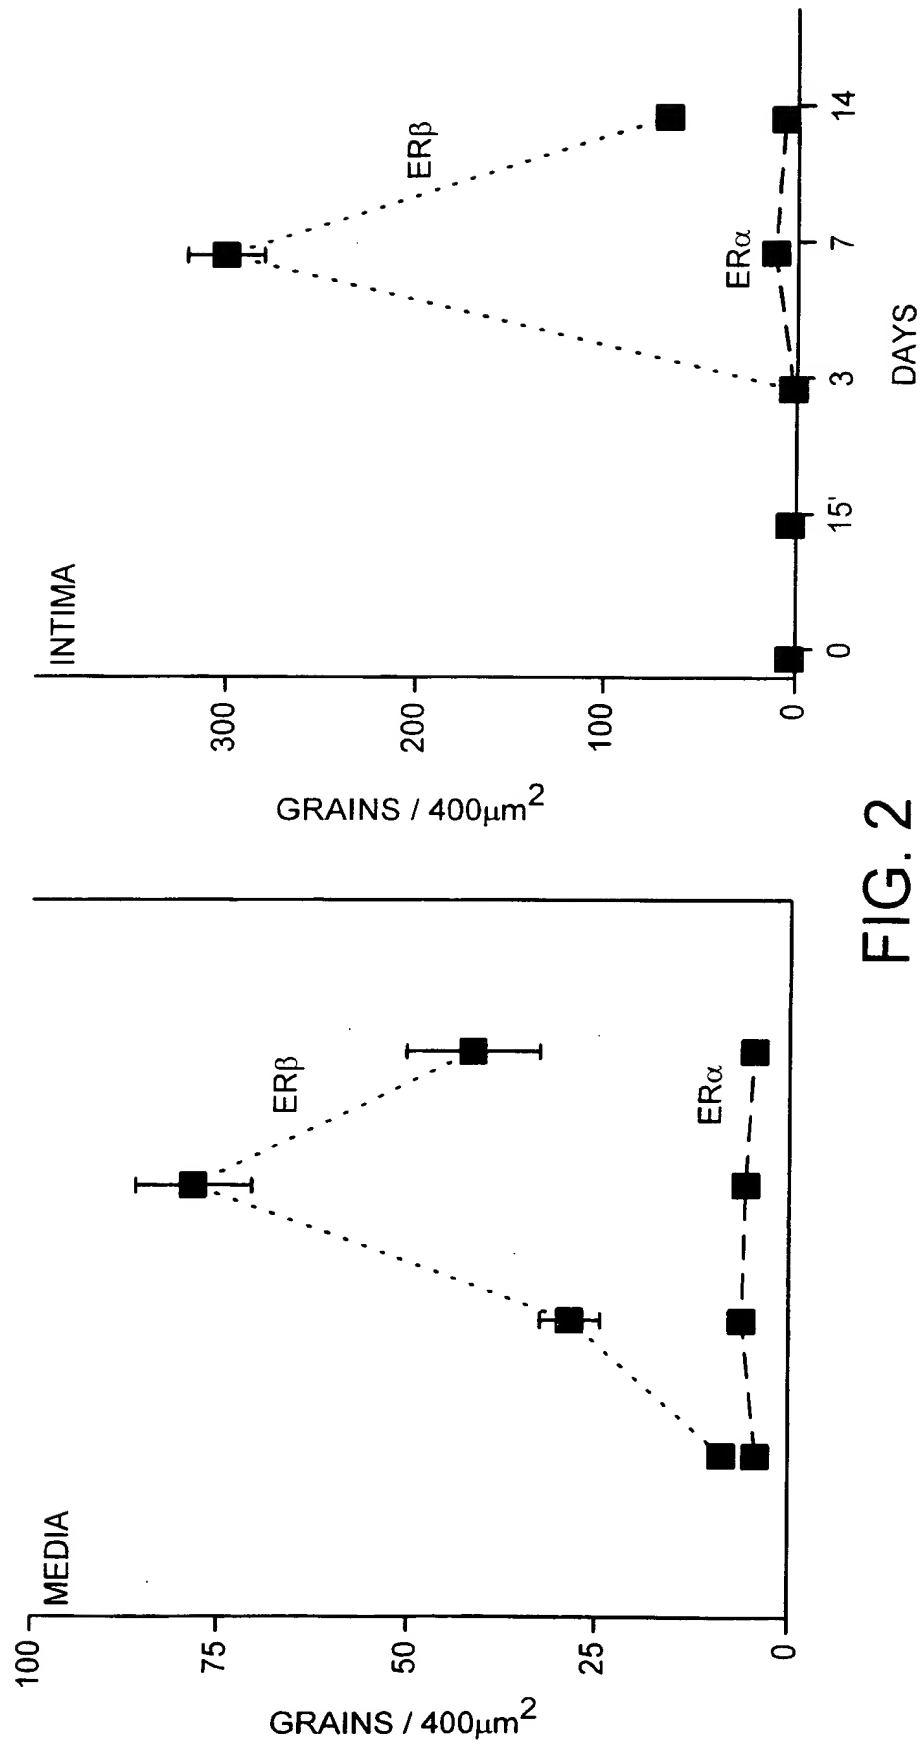 MEDIA
100
75
50
25
0
GRAINS / 400µm²
ERβ
ERα
INTIMA
300
200
100
0
GRAINS / 400µm²
ERβ
ERα
0 15' 3 7 14
DAYS
FIG. 2